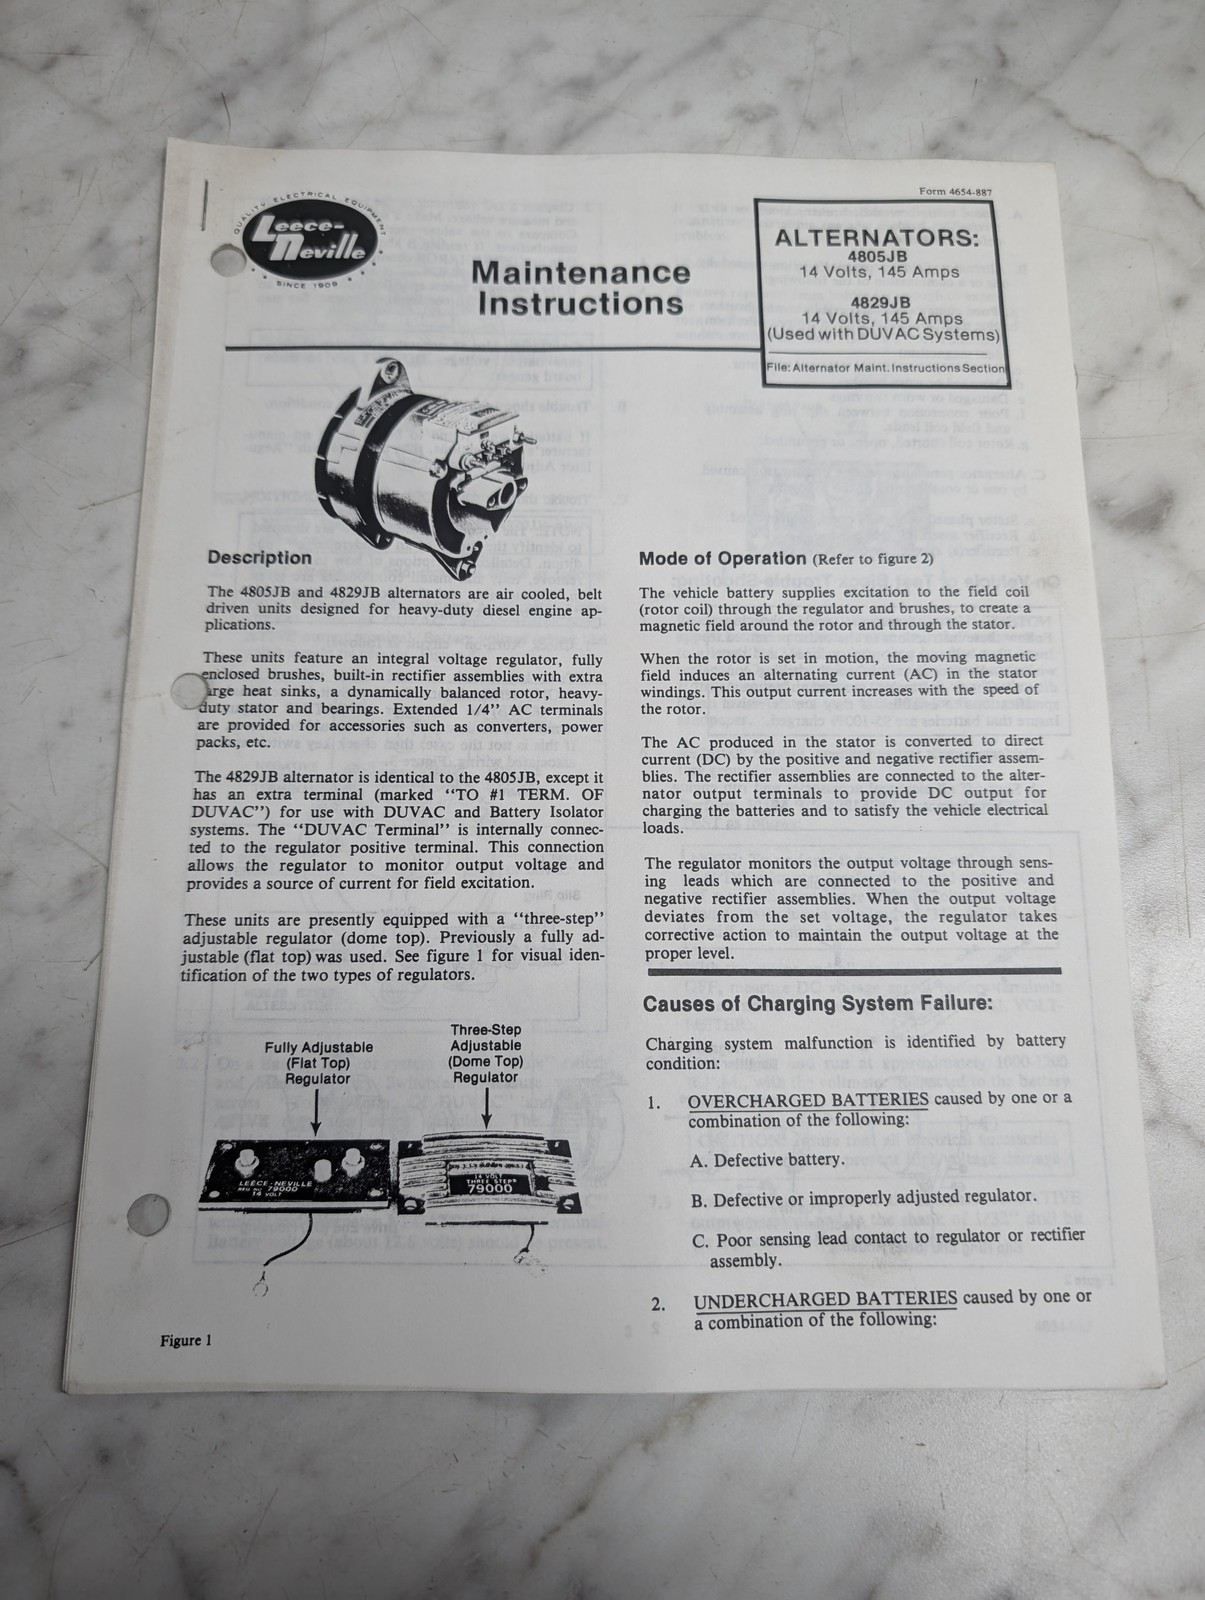 Form 4654-887
QUALITY ELECTRICAL EQUIPMENT
Leece-
Neville
SINCE 1909
Maintenance
Instructions
ALTERNATORS:
4805JB
14 Volts, 145 Amps
4829JB
14 Volts, 145 Amps
(Used with DUVAC Systems)
File: Alternator Maint. Instructions Section
Description
The 4805JB and 4829JB alternators are air cooled, belt
driven units designed for heavy-duty diesel engine ap-
plications.
These units feature an integral voltage regulator, fully
enclosed brushes, built-in rectifier assemblies with extra
arge heat sinks, a dynamically balanced rotor, heavy-
duty stator and bearings. Extended 1/4” AC terminals
are provided for accessories such as converters, power
packs, etc.
The 4829JB alternator is identical to the 4805JB, except it
has an extra terminal (marked “TO #1 TERM. OF
DUVAC”) for use with DUVAC and Battery Isolator
systems. The “DUVAC Terminal” is internally connec-
ted to the regulator positive terminal. This connection
allows the regulator to monitor output voltage and
provides a source of current for field excitation.
These units are presently equipped with a “three-step”
adjustable regulator (dome top). Previously a fully ad-
justable (flat top) was used. See figure 1 for visual iden-
tification of the two types of regulators.
Fully Adjustable
(Flat Top)
Regulator
Three-Step
Adjustable
(Dome Top)
Regulator
LEECE-NEVILLE
REG NO 79000
14 VOLT
14 VOLT
THREE STEP
79000
Figure 1
Mode of Operation (Refer to figure 2)
The vehicle battery supplies excitation to the field coil
(rotor coil) through the regulator and brushes, to create a
magnetic field around the rotor and through the stator.
When the rotor is set in motion, the moving magnetic
field induces an alternating current (AC) in the stator
windings. This output current increases with the speed of
the rotor.
The AC produced in the stator is converted to direct
current (DC) by the positive and negative rectifier assem-
blies. The rectifier assemblies are connected to the alter-
nator output terminals to provide DC output for
charging the batteries and to satisfy the vehicle electrical
loads.
The regulator monitors the output voltage through sens-
ing leads which are connected to the positive and
negative rectifier assemblies. When the output voltage
deviates from the set voltage, the regulator takes
corrective action to maintain the output voltage at the
proper level.
Causes of Charging System Failure:
Charging system malfunction is identified by battery
condition:
1. OVERCHARGED BATTERIES caused by one or a
combination of the following:
A. Defective battery.
B. Defective or improperly adjusted regulator.
C. Poor sensing lead contact to regulator or rectifier
assembly.
2. UNDERCHARGED BATTERIES caused by one or
a combination of the following: